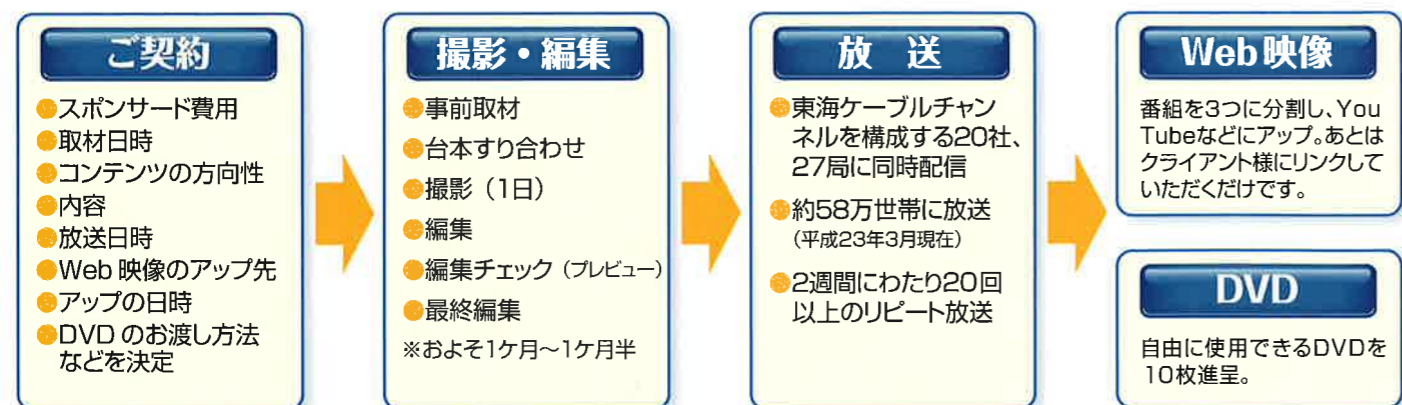 ご契約
●スポンサード費用
●取材日時
●コンテンツの方向性
●内容
●放送日時
●Web映像のアップ先
●アップの日時
●DVDのお渡し方法
などを決定
撮影・編集
●事前取材
●台本すり合わせ
●撮影（1日）
●編集
●編集チェック（プレビュー）
●最終編集
※およそ1ケ月～1ケ月半
放 送
●東海ケーブルチャン
ネルを構成する20社、
27局に同時配信
●約58万世帯に放送
（平成23年3月現在）
●2週間にわたり20回
以上のリピート放送
Web映像
番組を3つに分割し、You
Tubeなどにアップ。あとは
クライアント様にリンクして
いただくだけです。
DVD
自由に使用できるDVDを
10枚進呈。